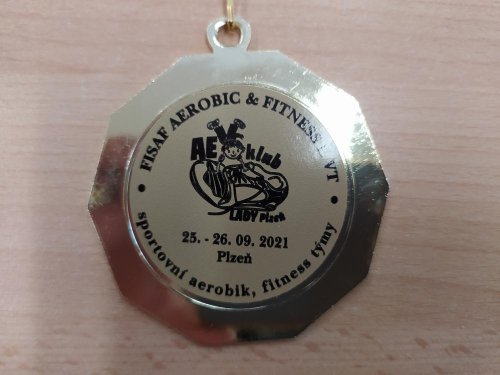 FISAF AEROBIC & FITNESS VT
AE klub
LADY Plzeň
25. - 26. 09. 2021
Plzeň
sportovní aerobik, fitness týmy